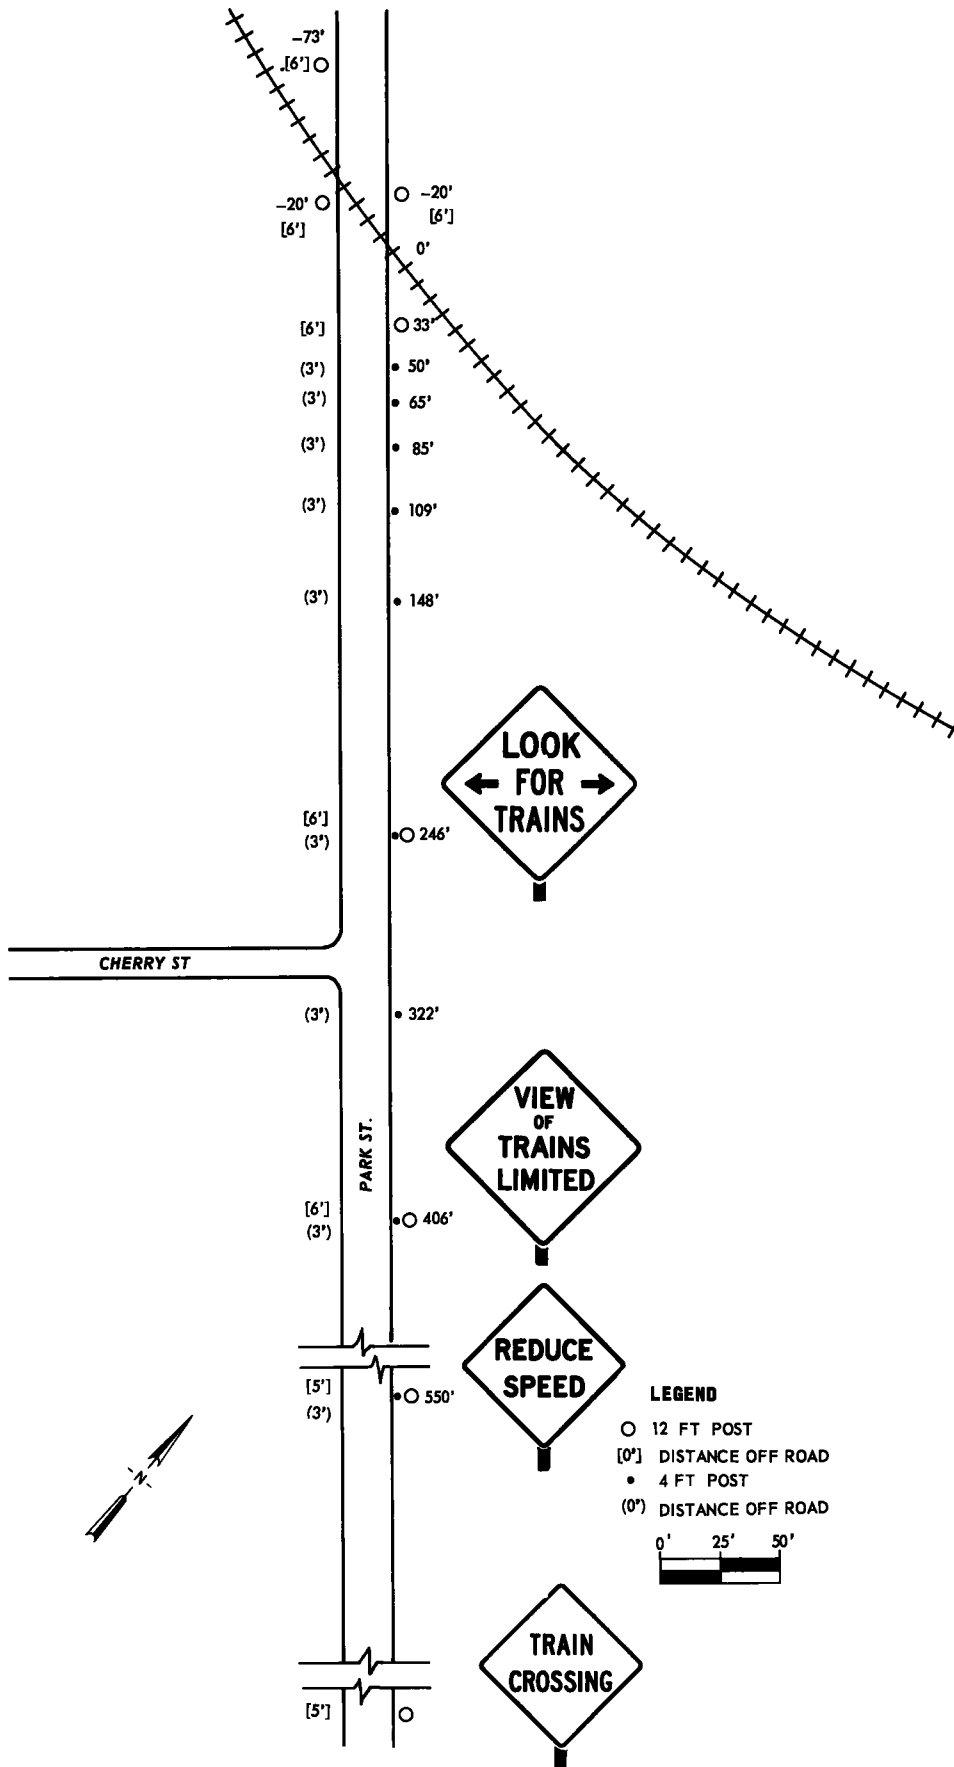 -73'
[6']
-20'
[6']
-20'
[6']
0'
[6'] 33'
(3') 50'
(3') 65'
(3') 85'
(3') 109'
(3') 148'
LOOK
FOR
TRAINS
[6']
(3') 246'
CHERRY ST
(3') 322'
VIEW
OF
TRAINS
LIMITED
PARK ST.
[6']
(3') 406'
REDUCE
SPEED
[5']
(3') 550'
LEGEND
12 FT POST
[0'] DISTANCE OFF ROAD
4 FT POST
(0') DISTANCE OFF ROAD
N
0' 25' 50'
TRAIN
CROSSING
[5']